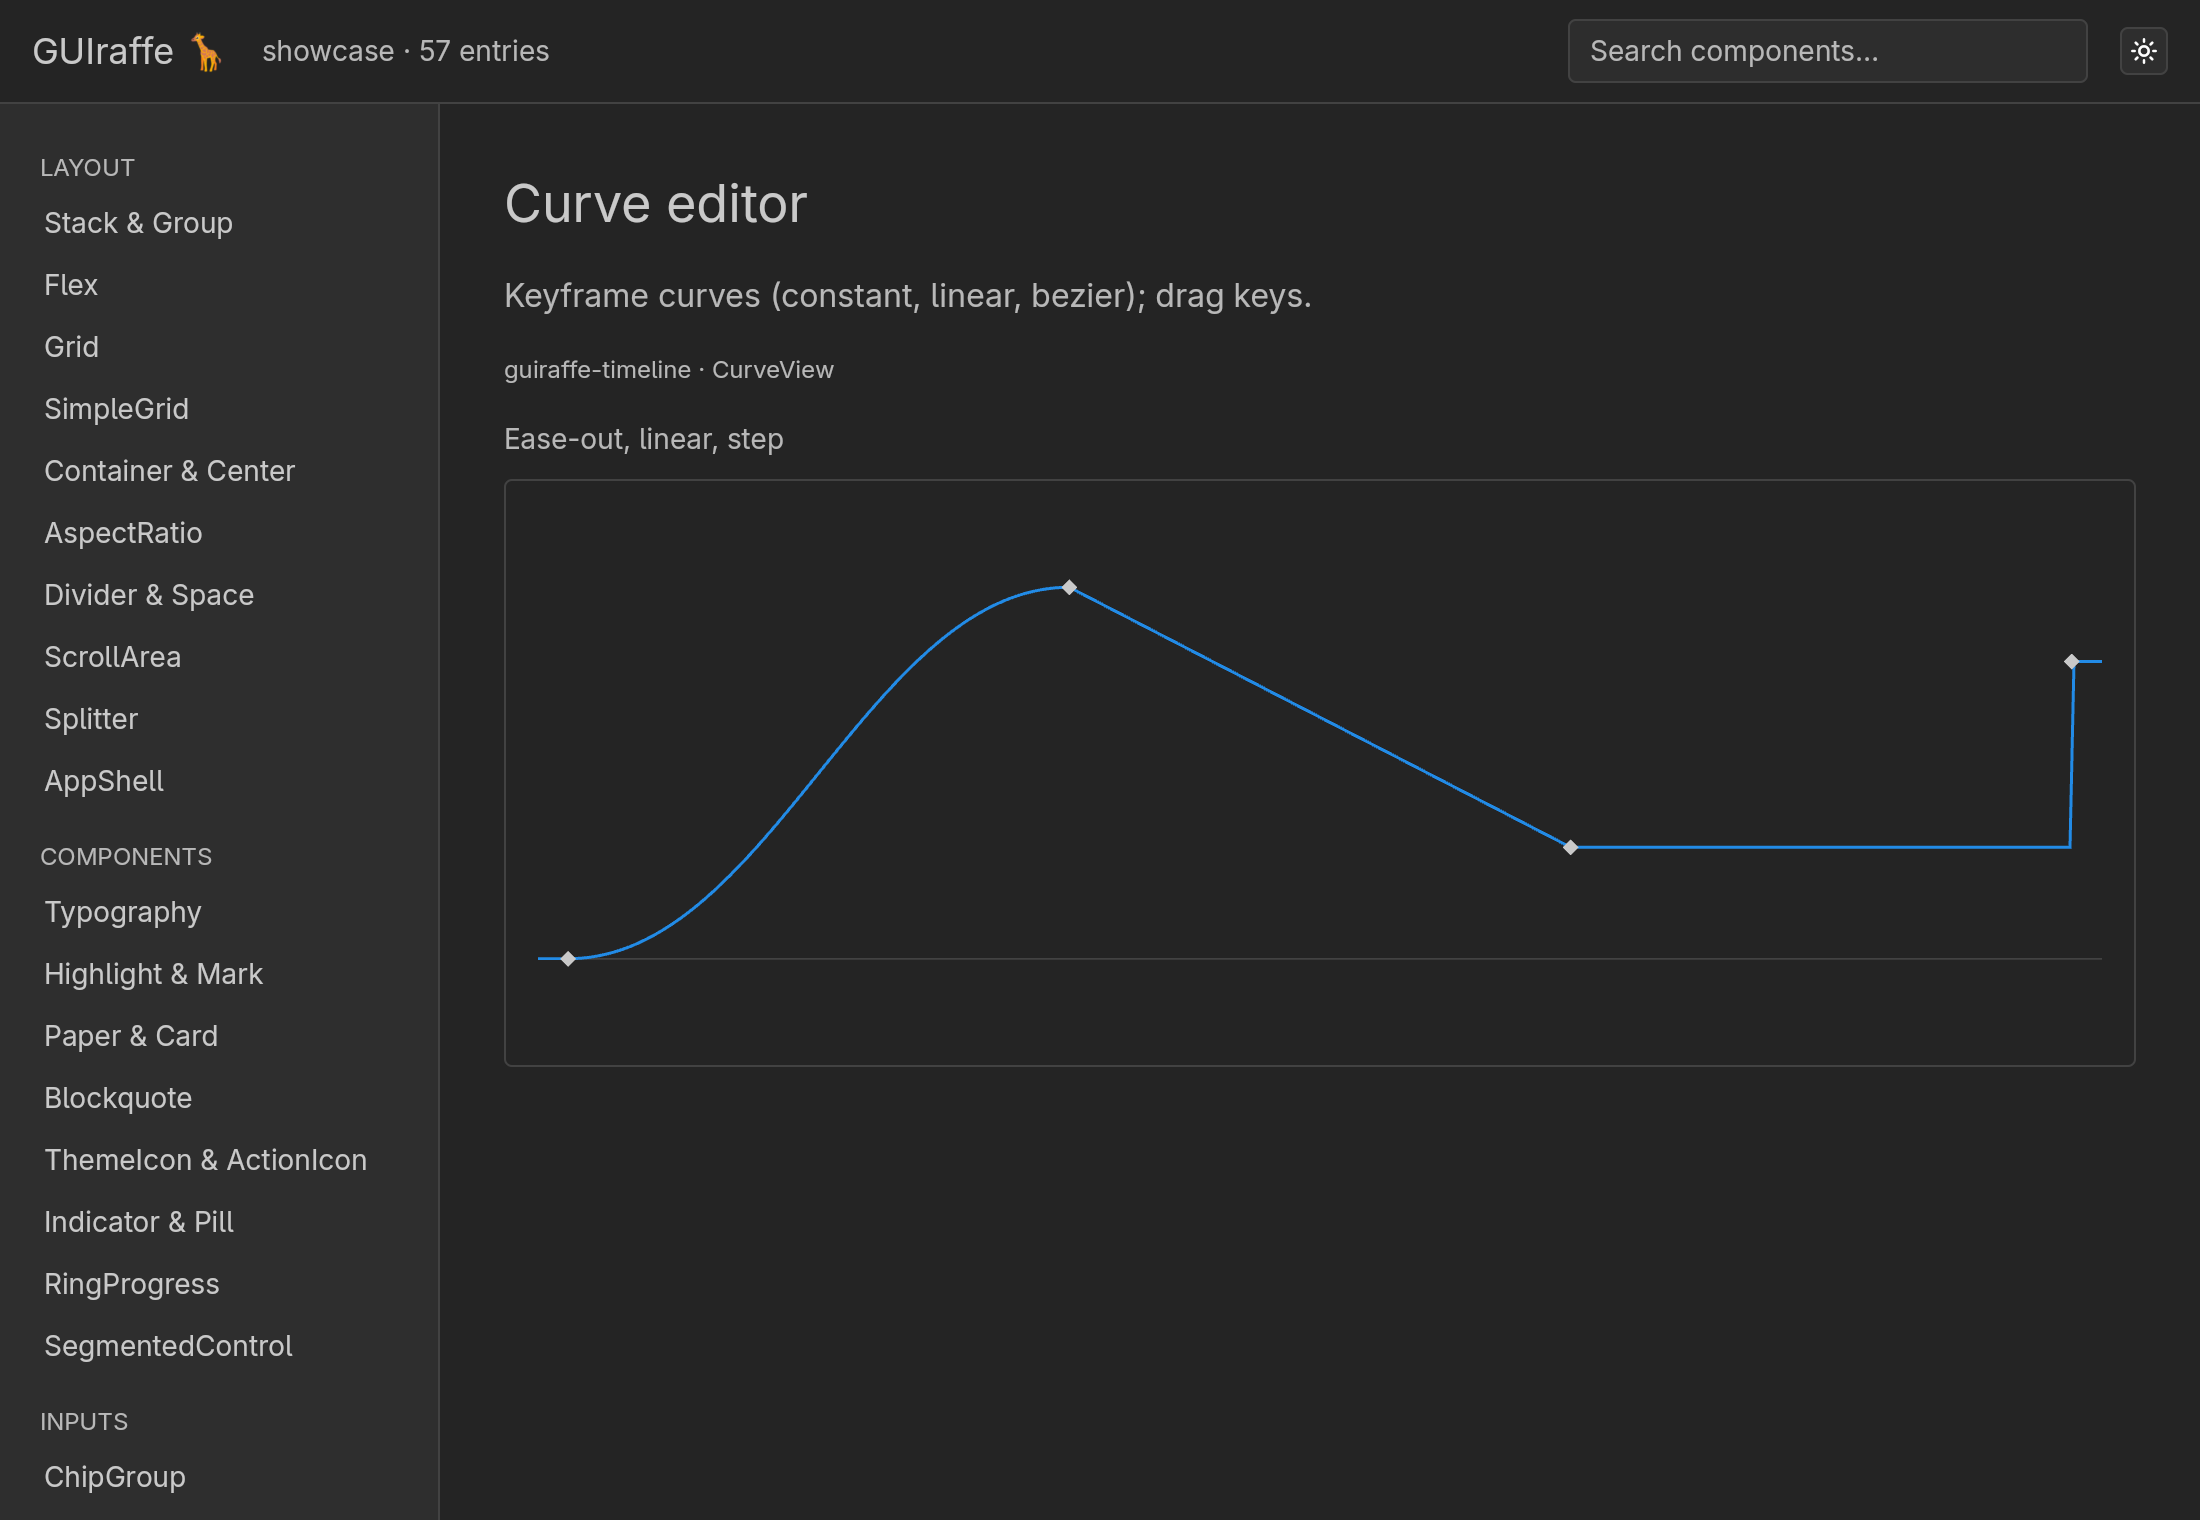 GUIraffe 🦒 showcase · 57 entries
Search components...
LAYOUT
Stack & Group
Flex
Grid
SimpleGrid
Container & Center
AspectRatio
Divider & Space
ScrollArea
Splitter
AppShell
COMPONENTS
Typography
Highlight & Mark
Paper & Card
Blockquote
ThemeIcon & ActionIcon
Indicator & Pill
RingProgress
SegmentedControl
INPUTS
ChipGroup
Curve editor
Keyframe curves (constant, linear, bezier); drag keys.
guiraffe-timeline · CurveView
Ease-out, linear, step